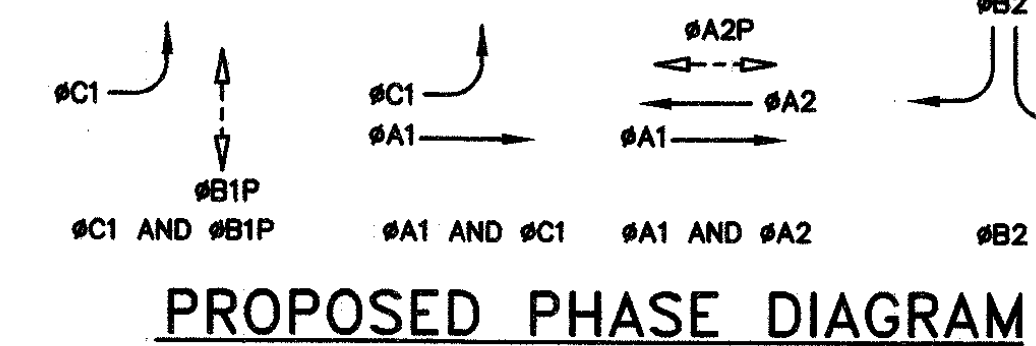 øB2
øA2P
øC1
øC1
øA2
øA1
øA1
øB1P
øC1 AND øB1P
øA1 AND øC1
øA1 AND øA2
øB2
PROPOSED PHASE DIAGRAM